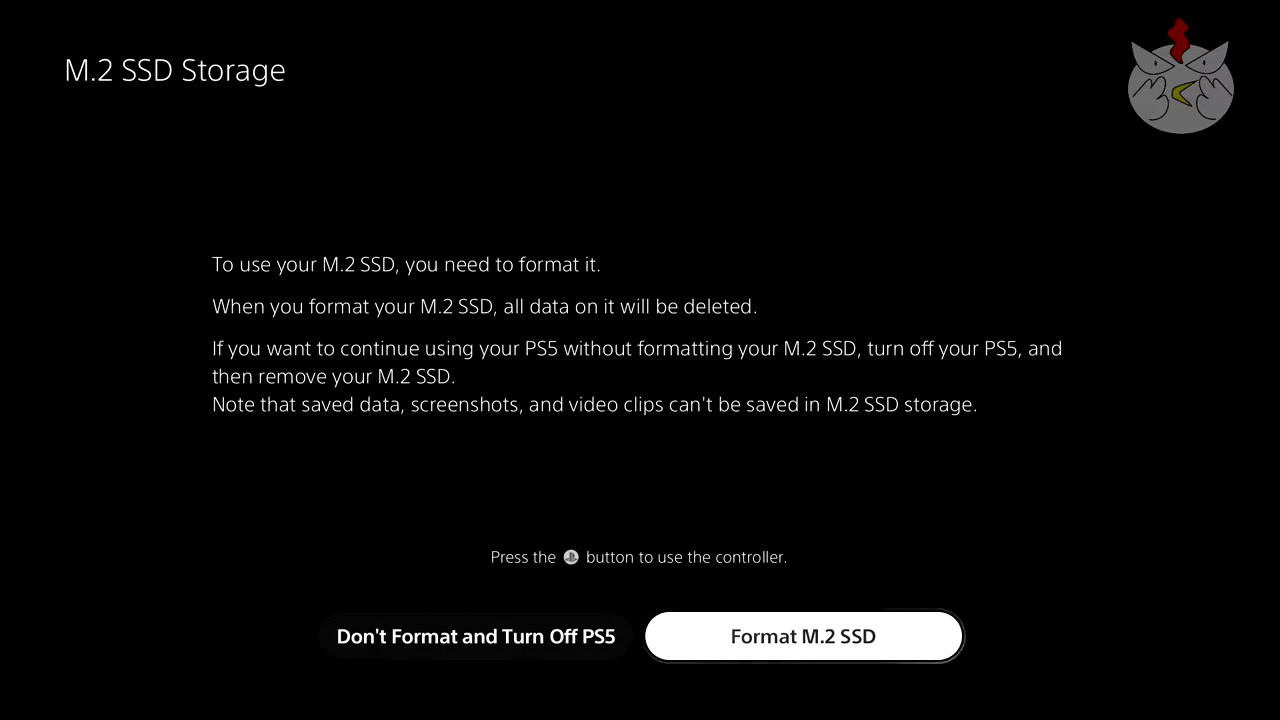 M.2 SSD Storage
To use your M.2 SSD, you need to format it.
When you format your M.2 SSD, all data on it will be deleted.
If you want to continue using your PS5 without formatting your M.2 SSD, turn off your PS5, and
then remove your M.2 SSD.
Note that saved data, screenshots, and video clips can't be saved in M.2 SSD storage.
Press the button to use the controller.
Don't Format and Turn Off PS5
Format M.2 SSD